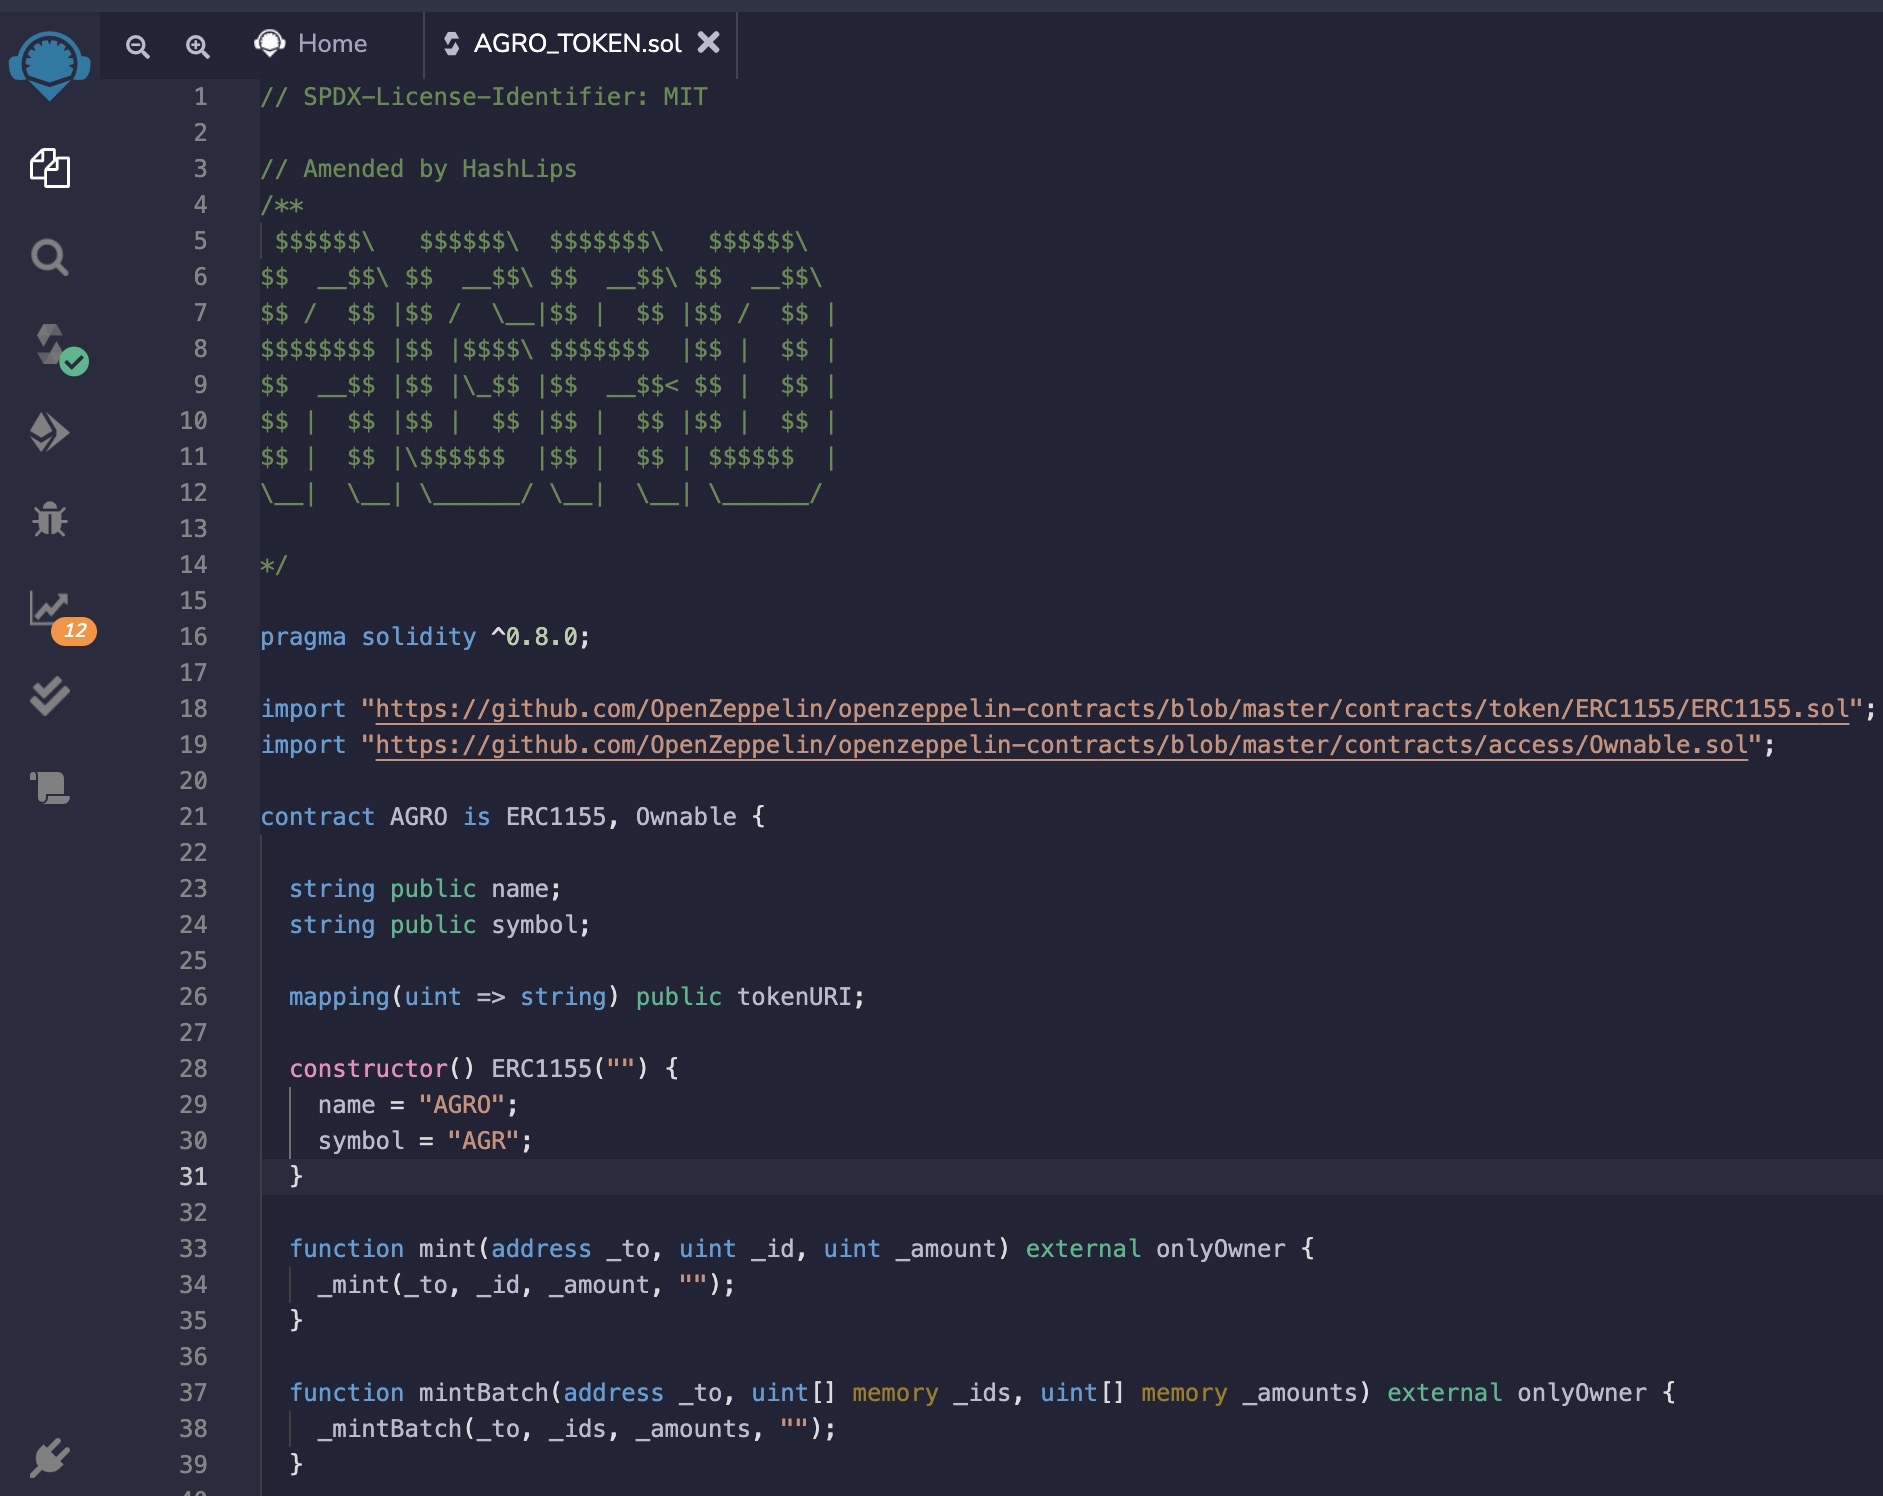 Home
AGRO_TOKEN.sol
1 // SPDX-License-Identifier: MIT
2
3 // Amended by HashLips
4 /**
5  $$$$$$\   $$$$$$\  $$$$$$$\   $$$$$$\
6 $$  __$$\ $$  __$$\ $$  __$$\ $$  __$$\
7 $$ /  $$ |$$ /  \__|$$ |  $$ |$$ /  $$ |
8 $$$$$$$$ |$$ |$$$$\ $$$$$$$  |$$ |  $$ |
9 $$  __$$ |$$ |\_$$ |$$  __$$< $$ |  $$ |
10 $$ |  $$ |$$ |  $$ |$$ |  $$ |$$ |  $$ |
11 $$ |  $$ |\$$$$$$  |$$ |  $$ | $$$$$$  |
12 \__|  \__| \______/ \__|  \__| \______/
13
14 */
15
16 pragma solidity ^0.8.0;
17
18 import "https://github.com/OpenZeppelin/openzeppelin-contracts/blob/master/contracts/token/ERC1155/ERC1155.sol";
19 import "https://github.com/OpenZeppelin/openzeppelin-contracts/blob/master/contracts/access/Ownable.sol";
20
21 contract AGRO is ERC1155, Ownable {
22
23   string public name;
24   string public symbol;
25
26   mapping(uint => string) public tokenURI;
27
28   constructor() ERC1155("") {
29     name = "AGRO";
30     symbol = "AGR";
31   }
32
33   function mint(address _to, uint _id, uint _amount) external onlyOwner {
34     _mint(_to, _id, _amount, "");
35   }
36
37   function mintBatch(address _to, uint[] memory _ids, uint[] memory _amounts) external onlyOwner {
38     _mintBatch(_to, _ids, _amounts, "");
39   }
12